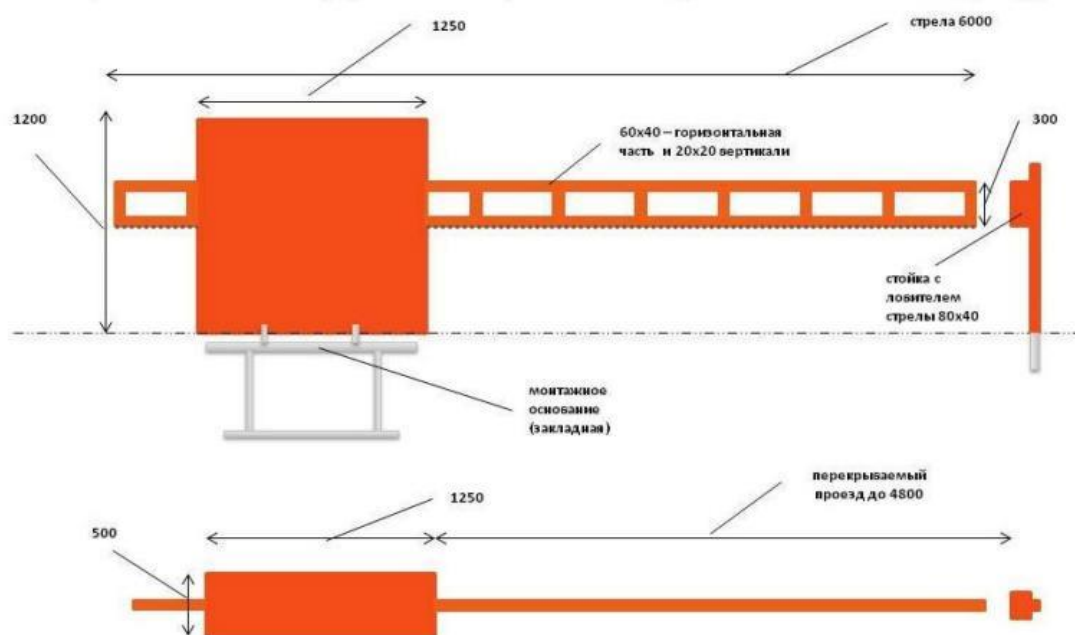 1250
стрела 6000
1200
60х40 – горизонтальная
часть и 20х20 вертикали
300
стойка с
ловителем
стрелы 80х40
монтажное
основание
(закладная)
перекрываемый
проезд до 4800
1250
500